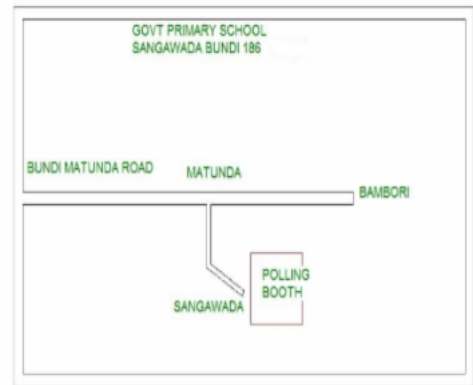 GOVT PRIMARY SCHOOL
SANGAWADA BUNDI 186
BUNDI MATUNDA ROAD
MATUNDA
BAMBORI
POLLING
BOOTH
SANGAWADA